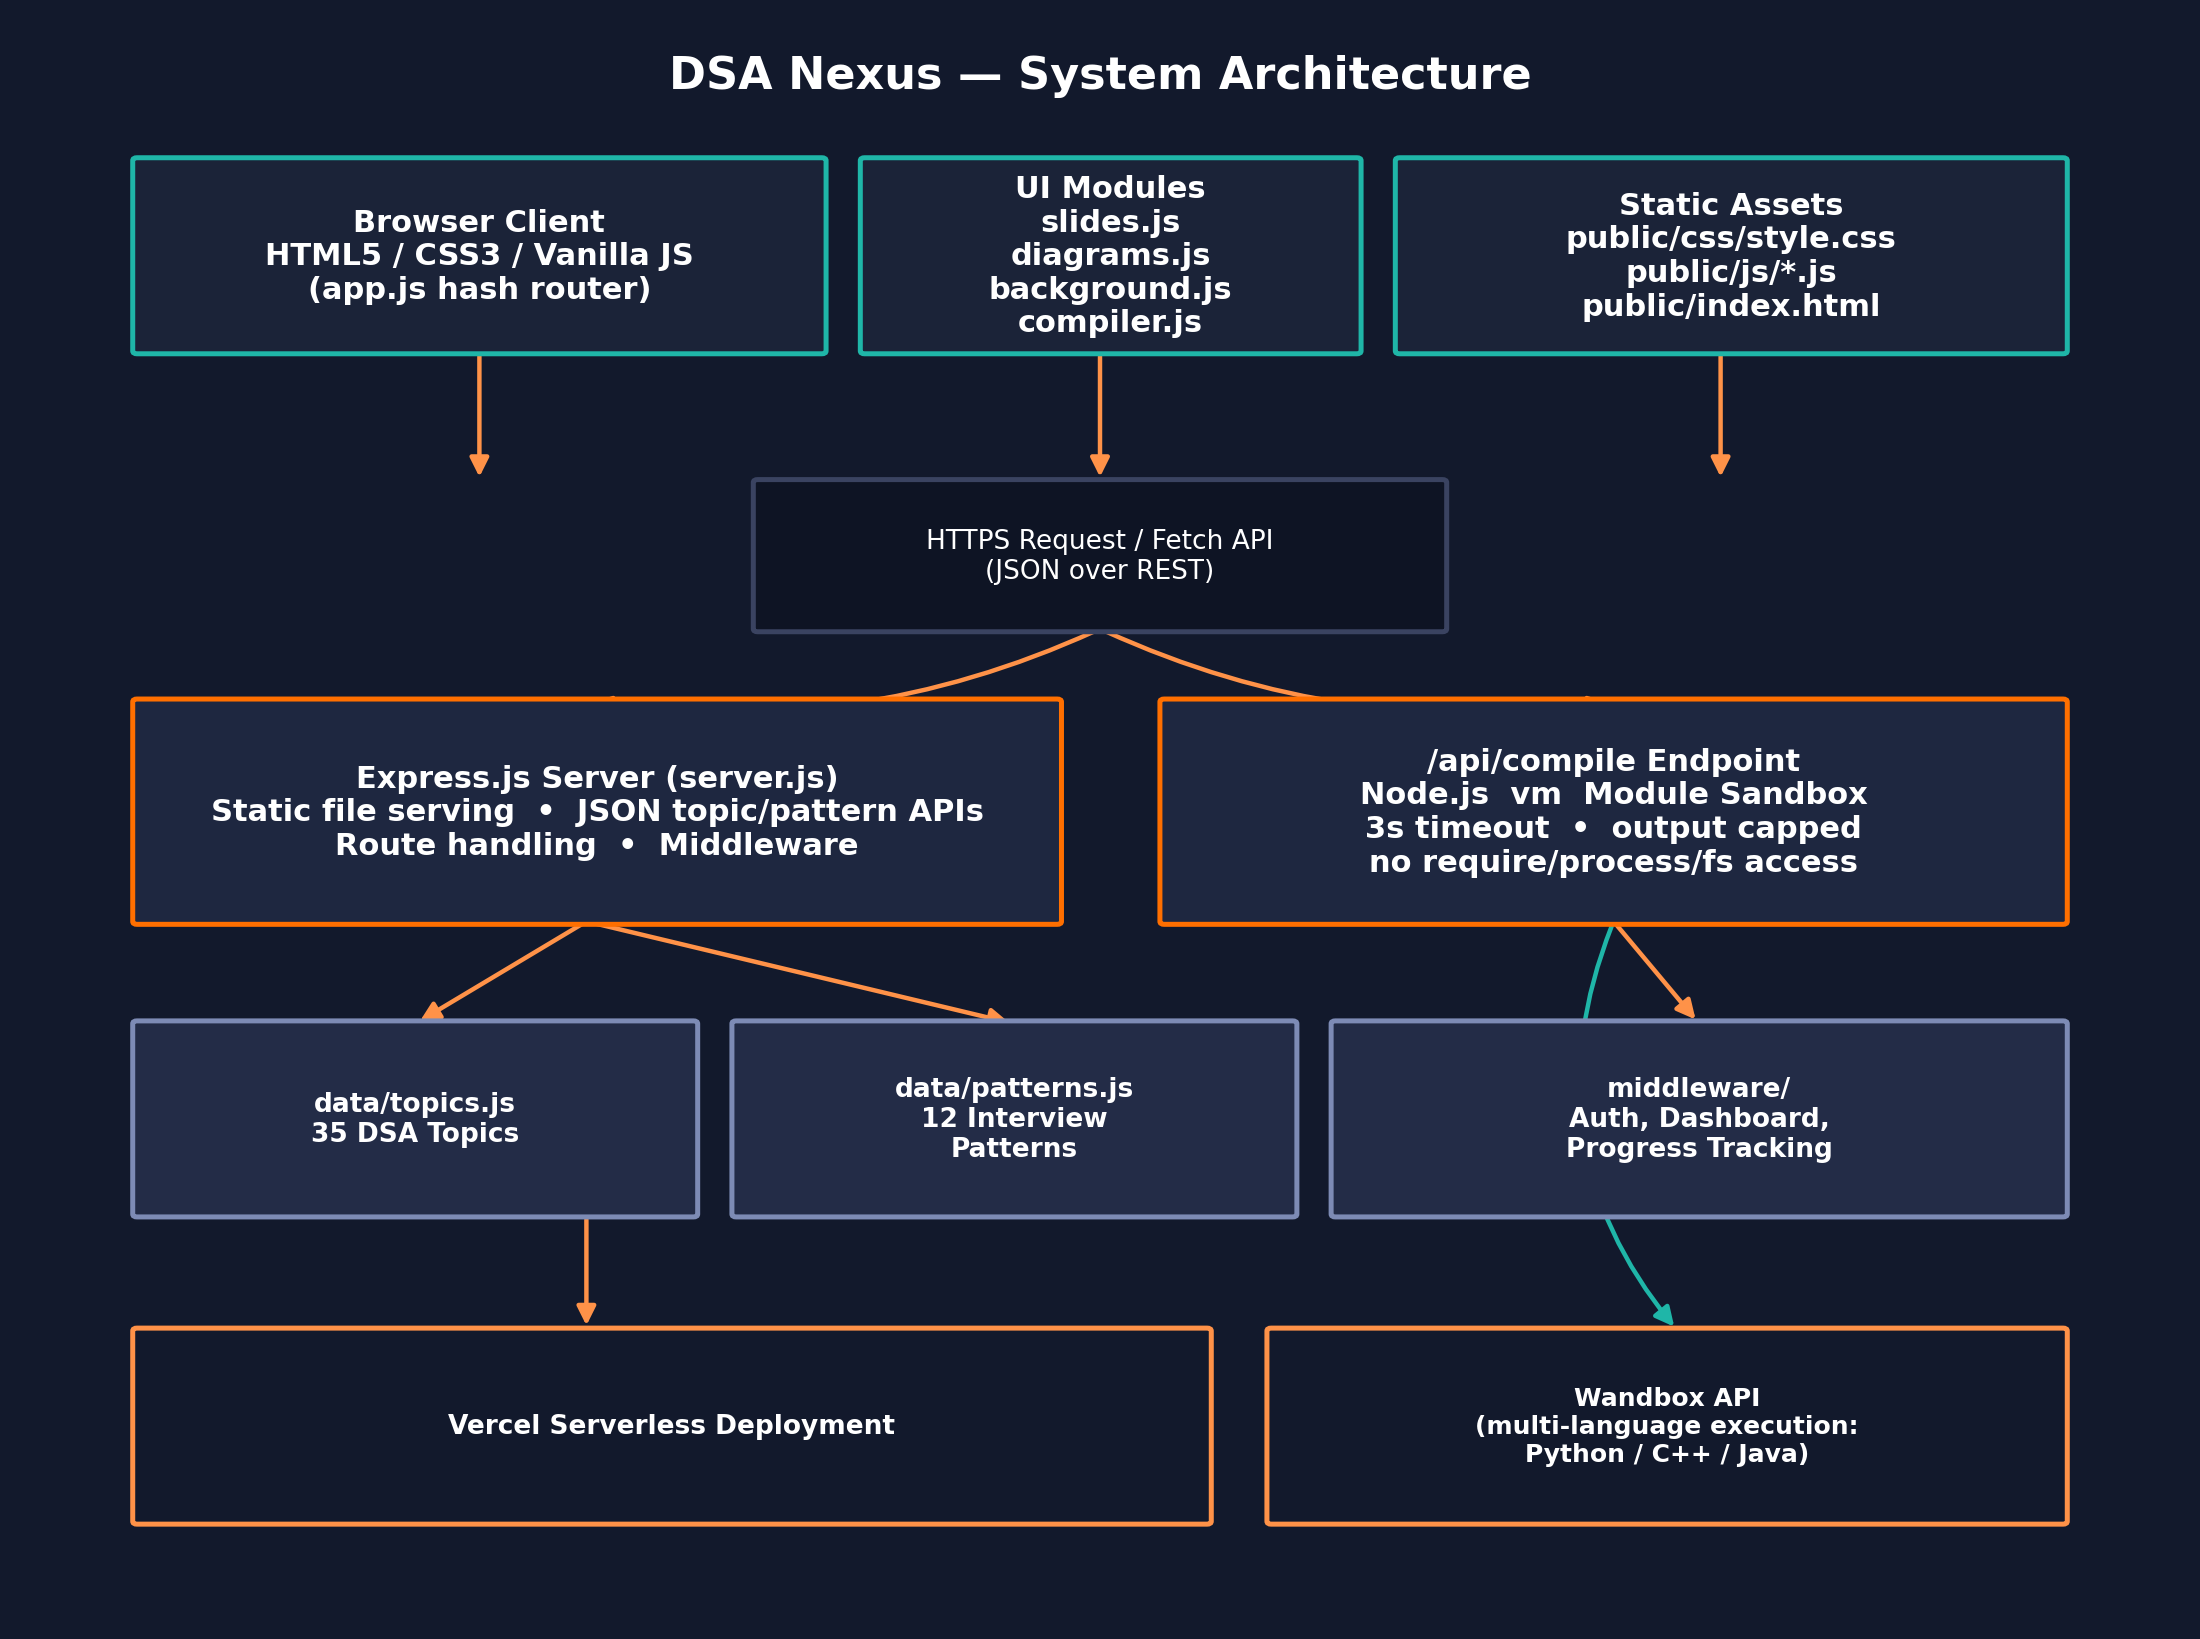 DSA Nexus — System Architecture
Browser Client
HTML5 / CSS3 / Vanilla JS
(app.js hash router)
UI Modules
slides.js
diagrams.js
background.js
compiler.js
Static Assets
public/css/style.css
public/js/*.js
public/index.html
HTTPS Request / Fetch API
(JSON over REST)
Express.js Server (server.js)
Static file serving • JSON topic/pattern APIs
Route handling • Middleware
/api/compile Endpoint
Node.js vm Module Sandbox
3s timeout • output capped
no require/process/fs access
data/topics.js
35 DSA Topics
data/patterns.js
12 Interview
Patterns
middleware/
Auth, Dashboard,
Progress Tracking
Vercel Serverless Deployment
Wandbox API
(multi-language execution:
Python / C++ / Java)